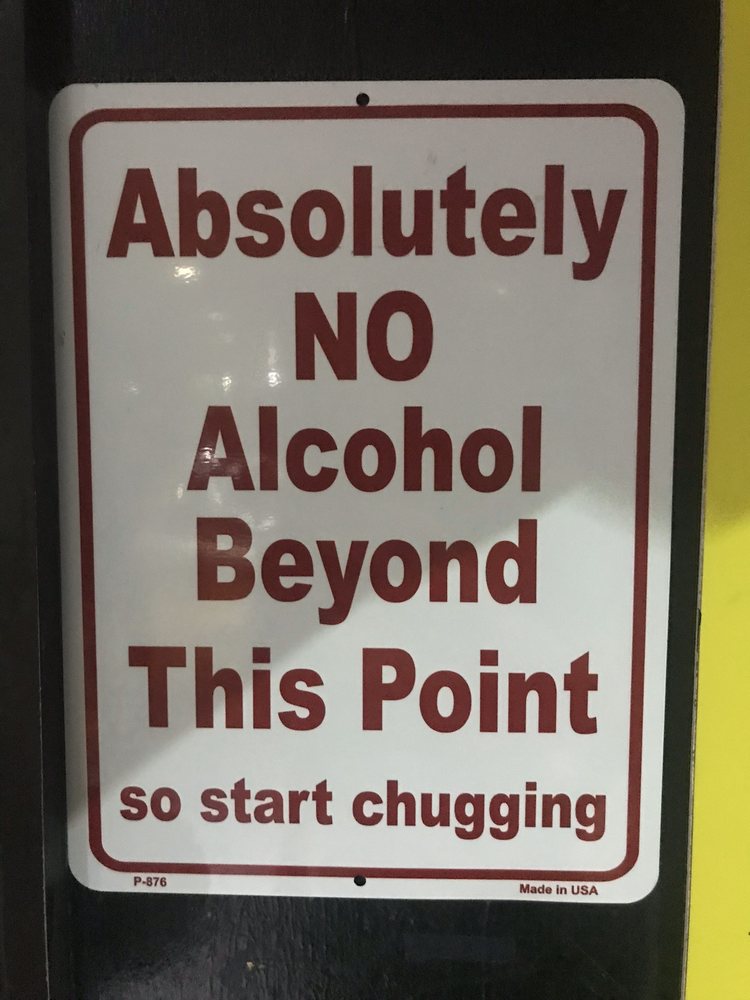 Absolutely
NO
Alcohol
Beyond
This Point
so start chugging
P-876
Made in USA